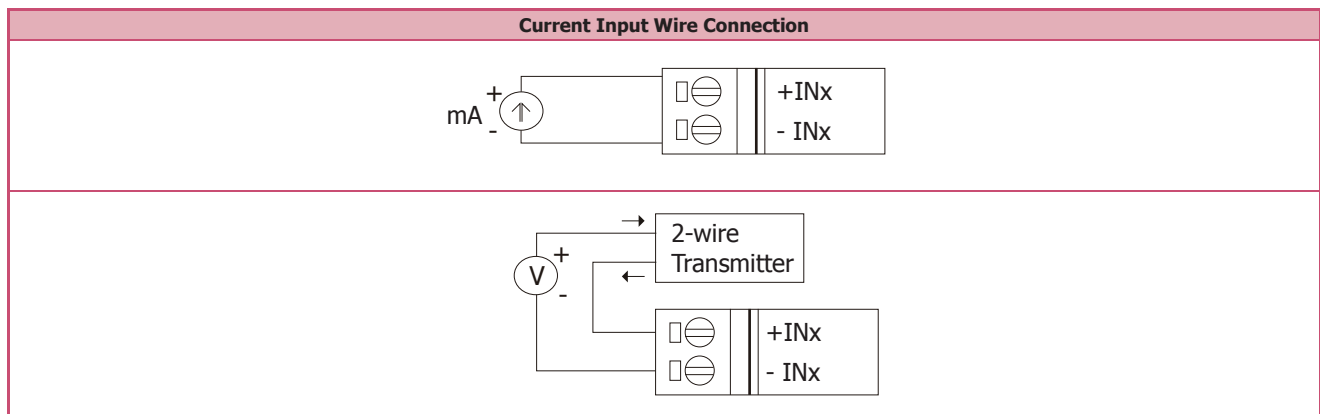 Current Input Wire Connection
mA
+
-
+INx
- INx
2-wire
Transmitter
V
+
-
+INx
- INx